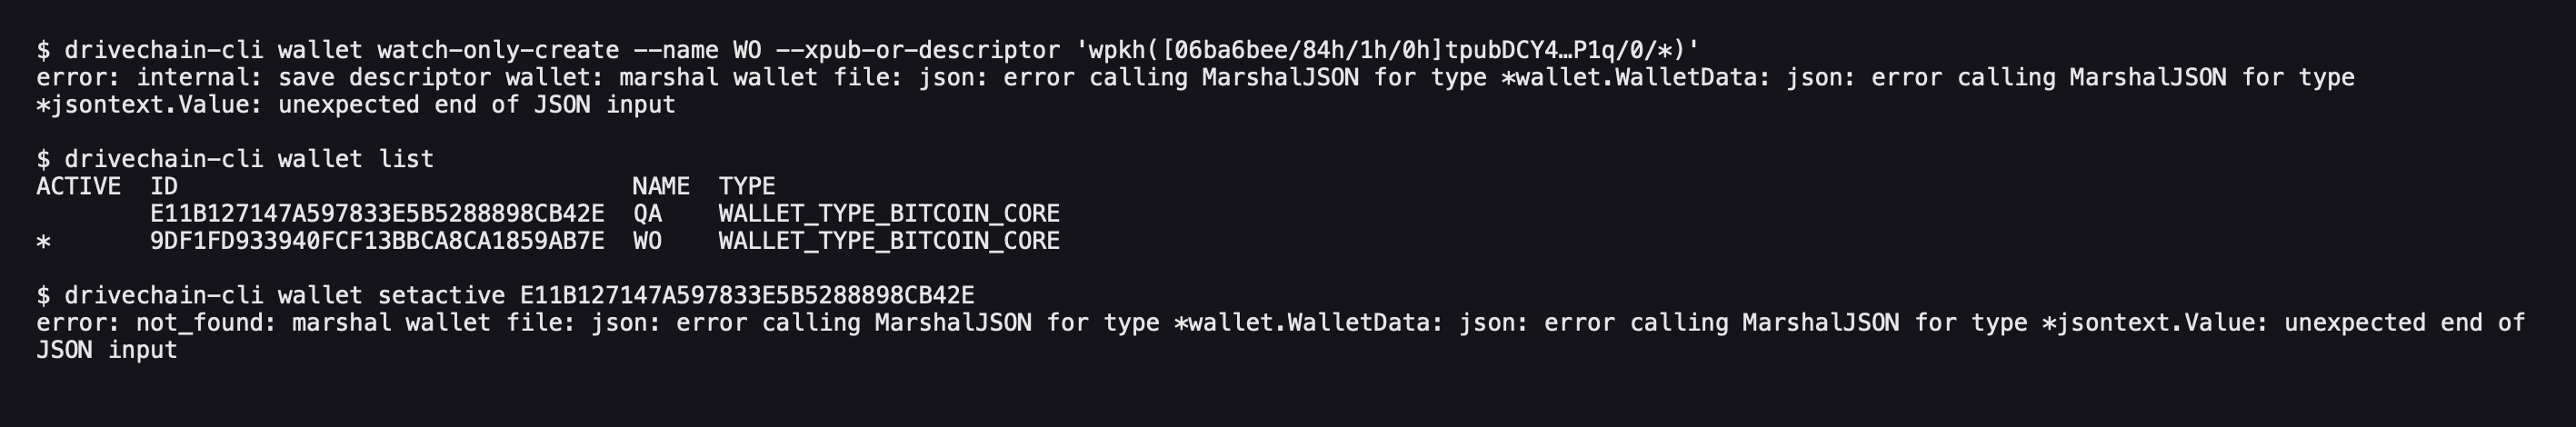 $ drivechain-cli wallet watch-only-create --name WO --xpub-or-descriptor 'wpkh([06ba6bee/84h/1h/0h]tpubDCY4…P1q/0/*)'
error: internal: save descriptor wallet: marshal wallet file: json: error calling MarshalJSON for type *wallet.WalletData: json: error calling MarshalJSON for type
*jsontext.Value: unexpected end of JSON input
$ drivechain-cli wallet list
ACTIVE  ID                                NAME  TYPE
        E11B127147A597833E5B5288898CB42E  QA    WALLET_TYPE_BITCOIN_CORE
*       9DF1FD933940FCF13BBCA8CA1859AB7E  WO    WALLET_TYPE_BITCOIN_CORE
$ drivechain-cli wallet setactive E11B127147A597833E5B5288898CB42E
error: not_found: marshal wallet file: json: error calling MarshalJSON for type *wallet.WalletData: json: error calling MarshalJSON for type *jsontext.Value: unexpected end of
JSON input